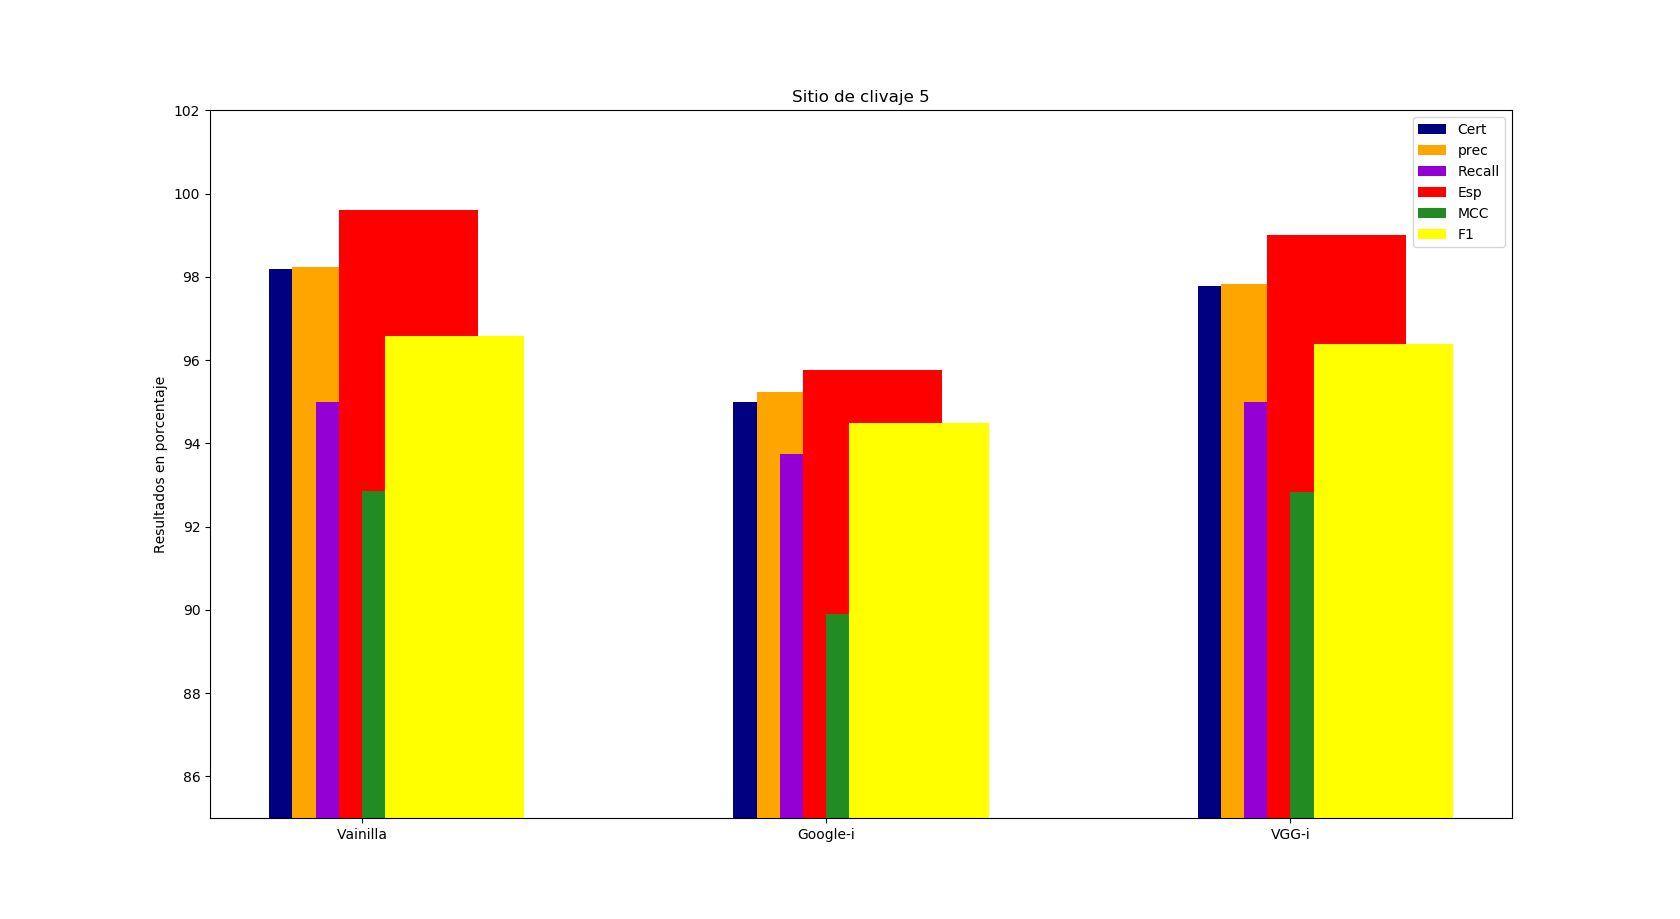 Sitio de clivaje 5
102
100
98
96
94
92
90
88
86
Resultados en porcentaje
Cert
prec
Recall
Esp
MCC
F1
Vainilla
Google-i
VGG-i